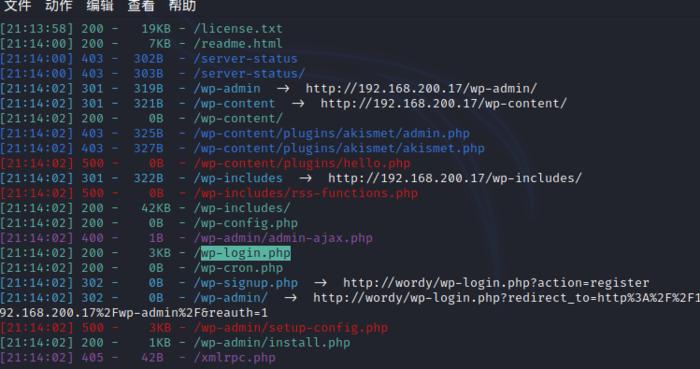 文件 动作 编辑 查看 帮助
[21:13:58] 200 -   19KB - /license.txt
[21:14:00] 200 -    7KB - /readme.html
[21:14:00] 403 -  302B  - /server-status
[21:14:00] 403 -  303B  - /server-status/
[21:14:02] 301 -  319B  - /wp-admin  →  http://192.168.200.17/wp-admin/
[21:14:02] 301 -  321B  - /wp-content  →  http://192.168.200.17/wp-content/
[21:14:02] 200 -    0B  - /wp-content/
[21:14:02] 403 -  325B  - /wp-content/plugins/akismet/admin.php
[21:14:02] 403 -  327B  - /wp-content/plugins/akismet/akismet.php
[21:14:02] 500 -    0B  - /wp-content/plugins/hello.php
[21:14:02] 301 -  322B  - /wp-includes  →  http://192.168.200.17/wp-includes/
[21:14:02] 500 -    0B  - /wp-includes/rss-functions.php
[21:14:02] 200 -   42KB - /wp-includes/
[21:14:02] 200 -    0B  - /wp-config.php
[21:14:02] 400 -    1B  - /wp-admin/admin-ajax.php
[21:14:02] 200 -    3KB - /wp-login.php
[21:14:02] 200 -    0B  - /wp-cron.php
[21:14:02] 302 -    0B  - /wp-signup.php  →  http://wordy/wp-login.php?action=register
[21:14:02] 302 -    0B  - /wp-admin/  →  http://wordy/wp-login.php?redirect_to=http%3A%2F%2F1
92.168.200.17%2Fwp-admin%2F&reauth=1
[21:14:02] 500 -    3KB - /wp-admin/setup-config.php
[21:14:02] 200 -    1KB - /wp-admin/install.php
[21:14:02] 405 -   42B  - /xmlrpc.php